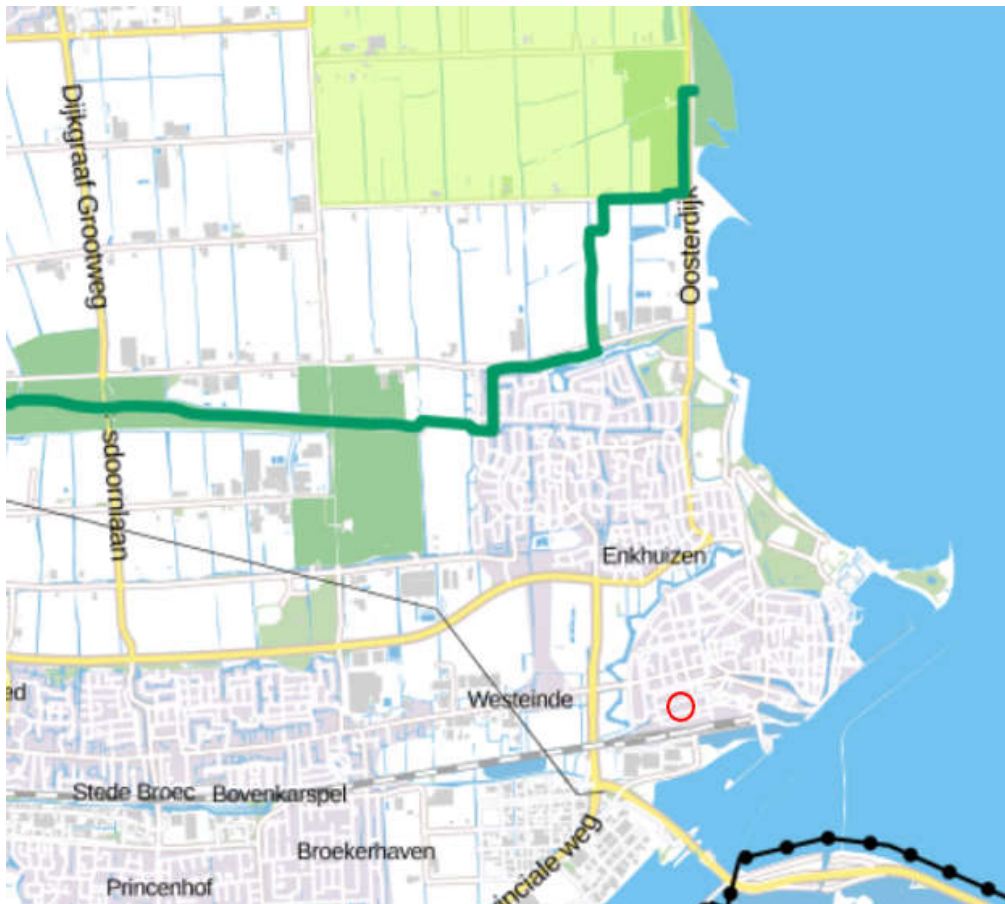 Dijkgraaf Grootweg
Oosterdijk
sdoornlaan
Enkhuizen
ed
Westeinde
Stede Broec
Bovenkarspel
Broekerhaven
inciale weg
Princenhof